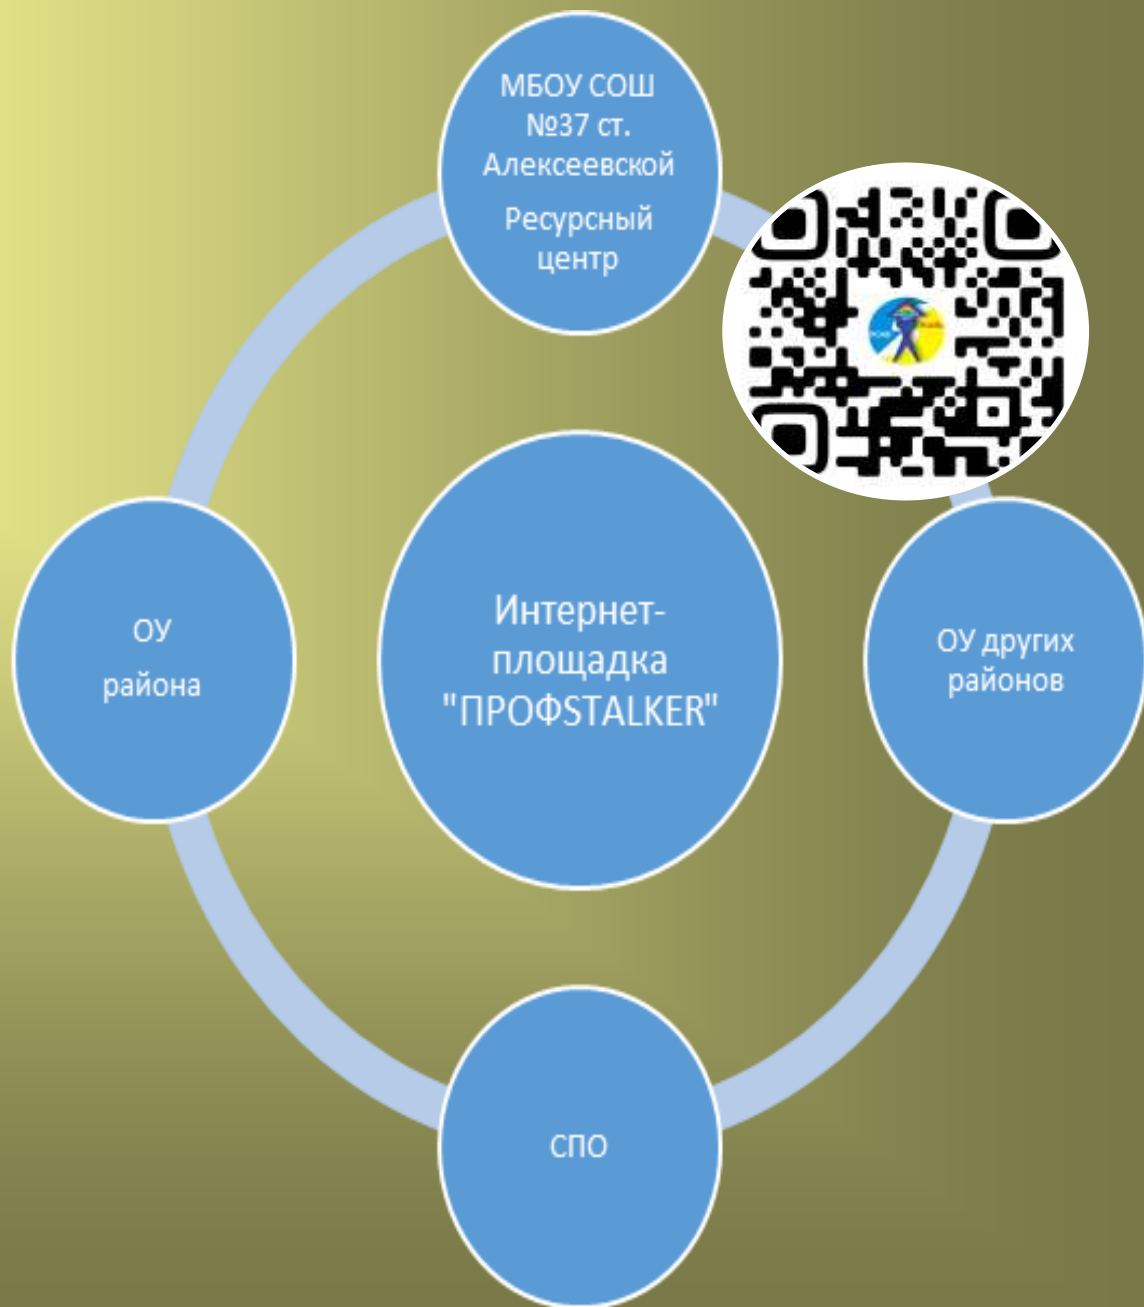 МБОУ СОШ
№37 ст.
Алексеевской
Ресурсный
центр
ОУ
района
Интернет-
площадка
"ПРОФSTALKER"
ОУ других
районов
СПО